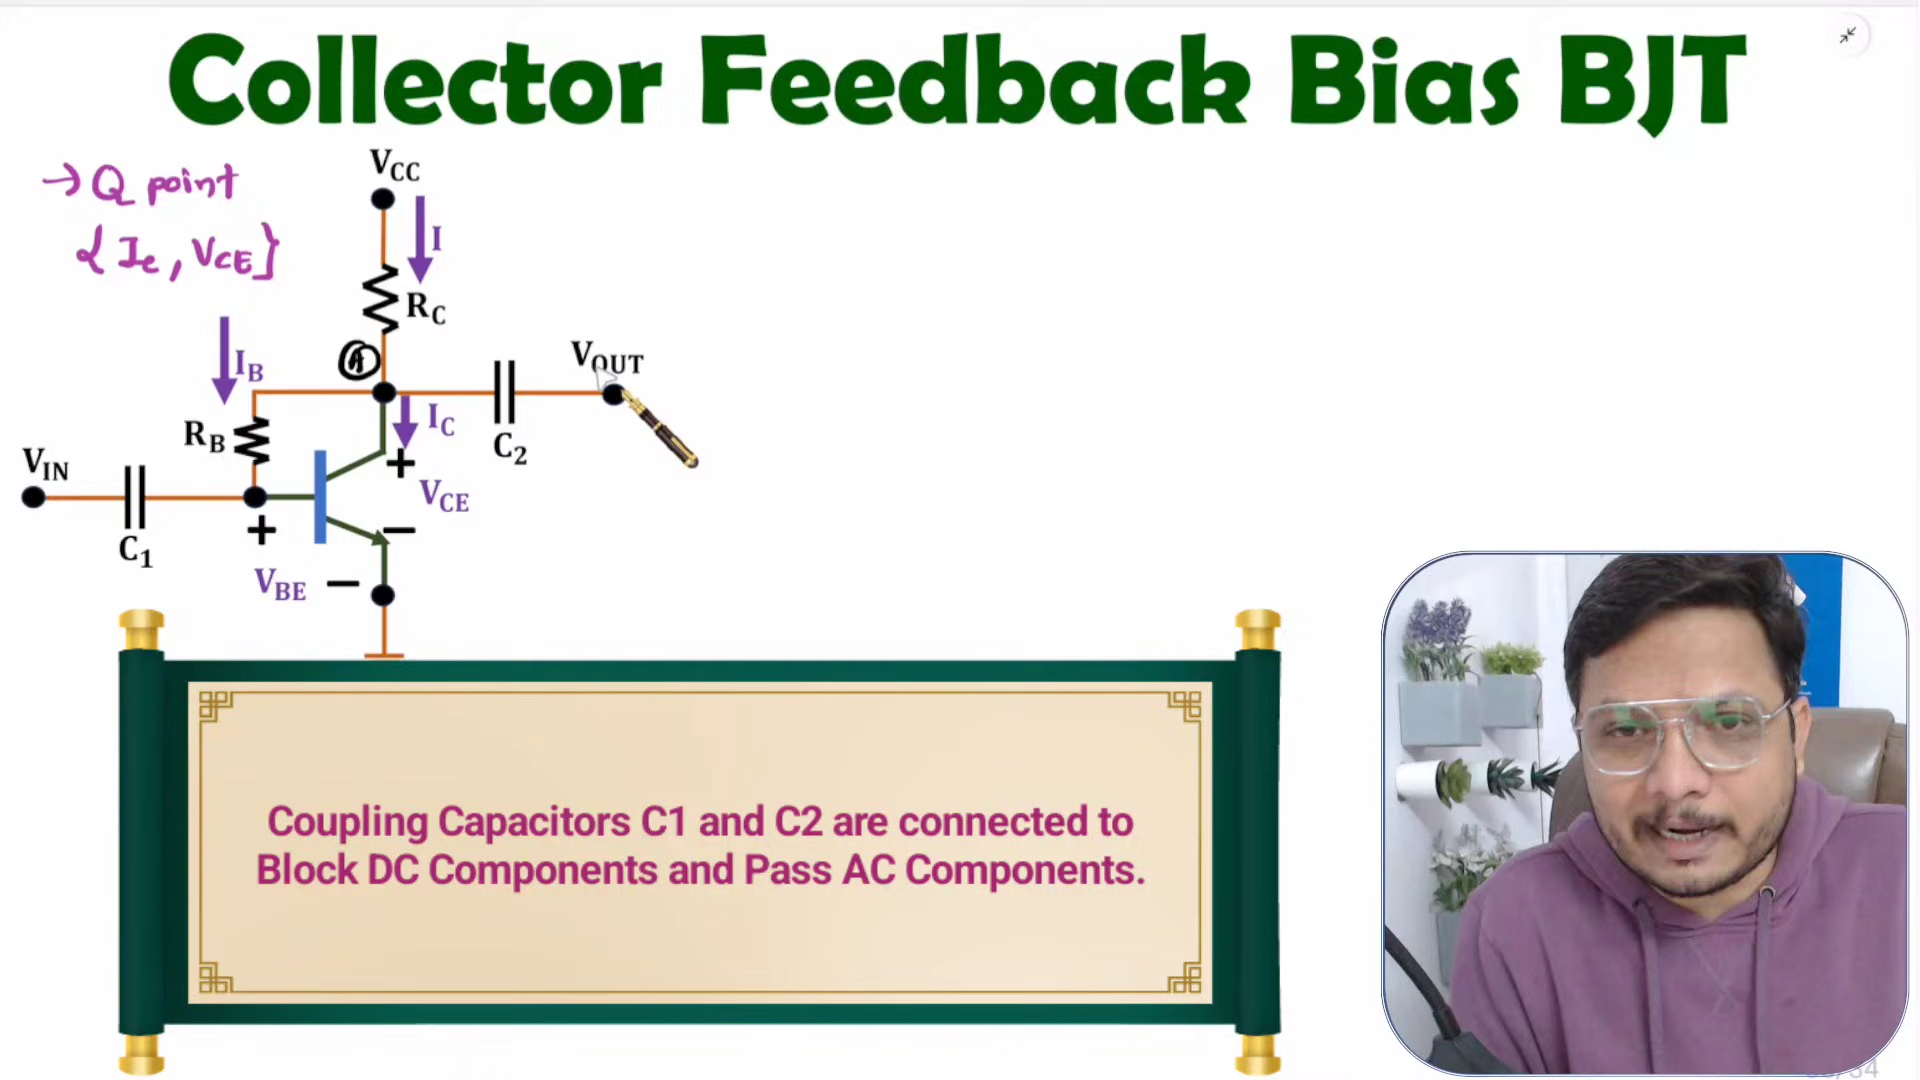 Collector Feedback Bias BJT
→ Q point
{Ic, VCE}
VCC
I
RC
A
IB
VOUT
IC
RB
C2
VIN
+
VCE
+
−
C1
VBE −
Coupling Capacitors C1 and C2 are connected to
Block DC Components and Pass AC Components.